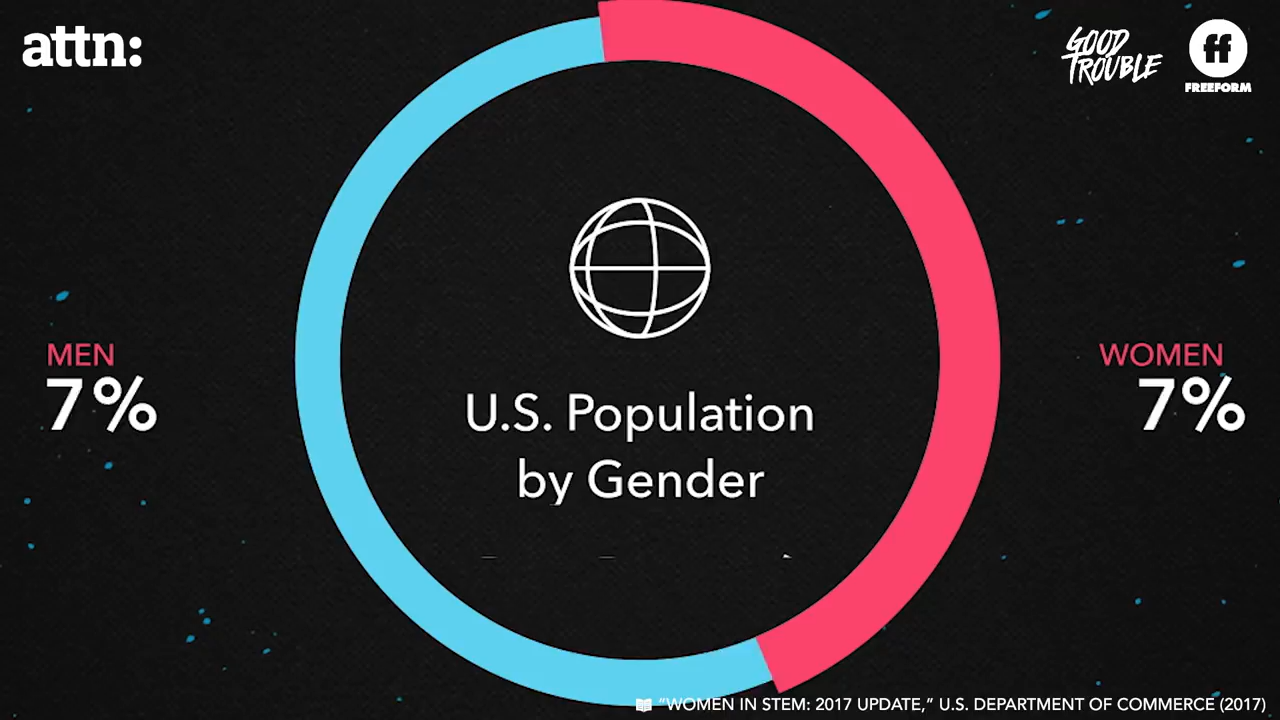 attn:
GOOD
TROUBLE
ff
FREEFORM
MEN
7%
WOMEN
7%
U.S. Population
by Gender
“WOMEN IN STEM: 2017 UPDATE,“ U.S. DEPARTMENT OF COMMERCE (2017)